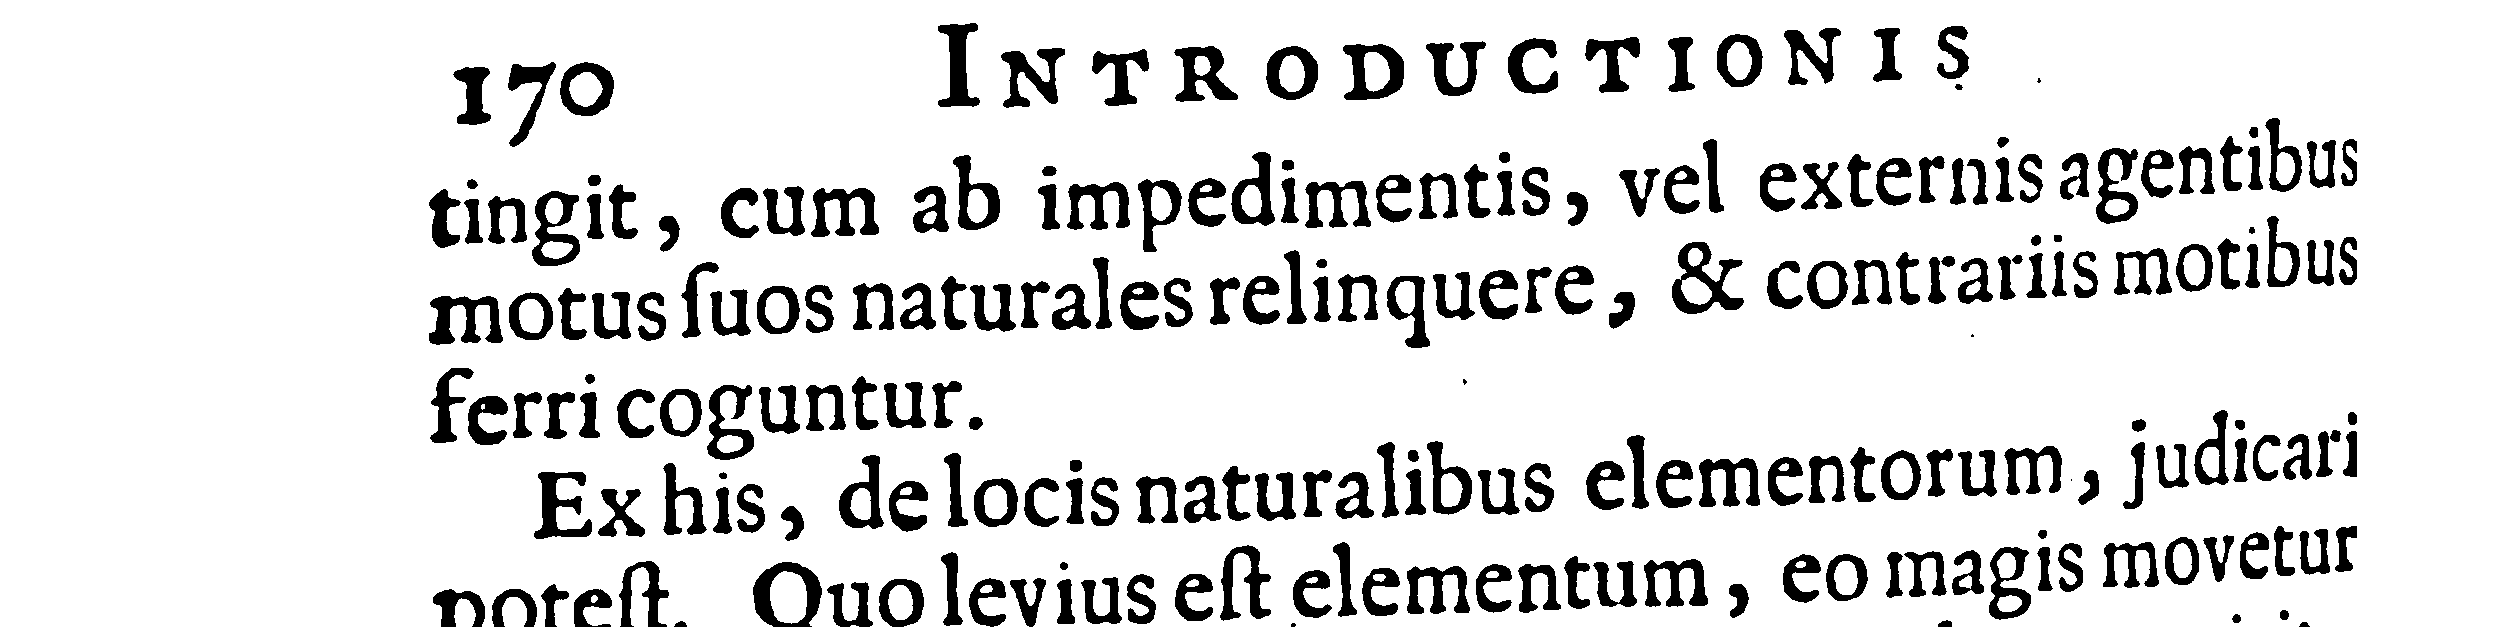 170 INTRODUCTIONIS
tingit, cum ab impedimentis, vel externis agentibus
motus ſuos naturales relinquere, & contrariis motibus
ferri coguntur.
Ex his, de locis naturalibus elementorum, judicari
poteſt. Quo levius eſt elementum, eo magis movetur